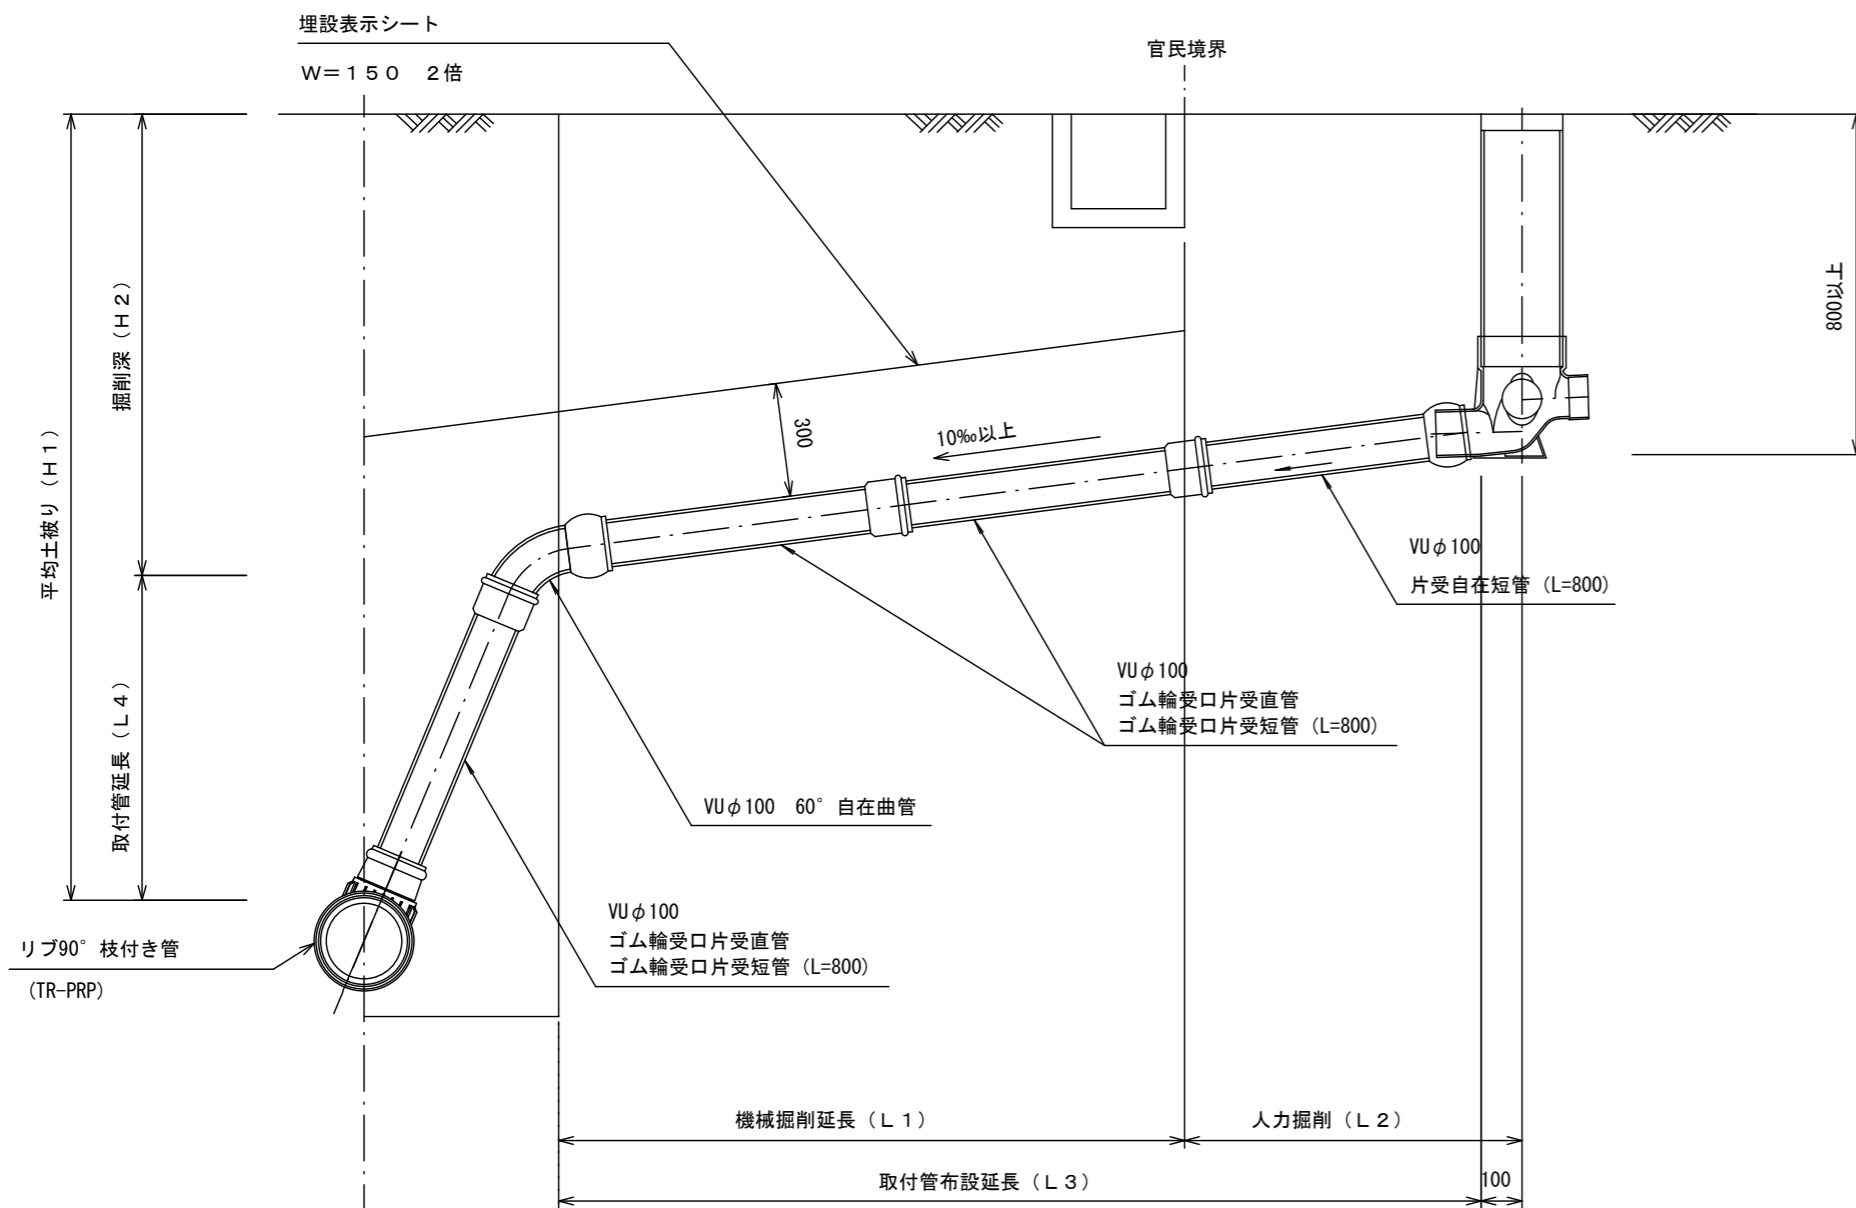 埋設表示シート
W=150 2倍
官民境界
平均土被り(H1)
掘削深(H2)
取付管延長(L4)
800以上
300
10‰以上
VUφ100
片受自在短管(L=800)
VUφ100
ゴム輪受口片受直管
ゴム輪受口片受短管(L=800)
VUφ100 60°自在曲管
VUφ100
ゴム輪受口片受直管
ゴム輪受口片受短管(L=800)
リブ90°枝付き管
(TR-PRP)
機械掘削延長(L1)
人力掘削(L2)
取付管布設延長(L3)
100